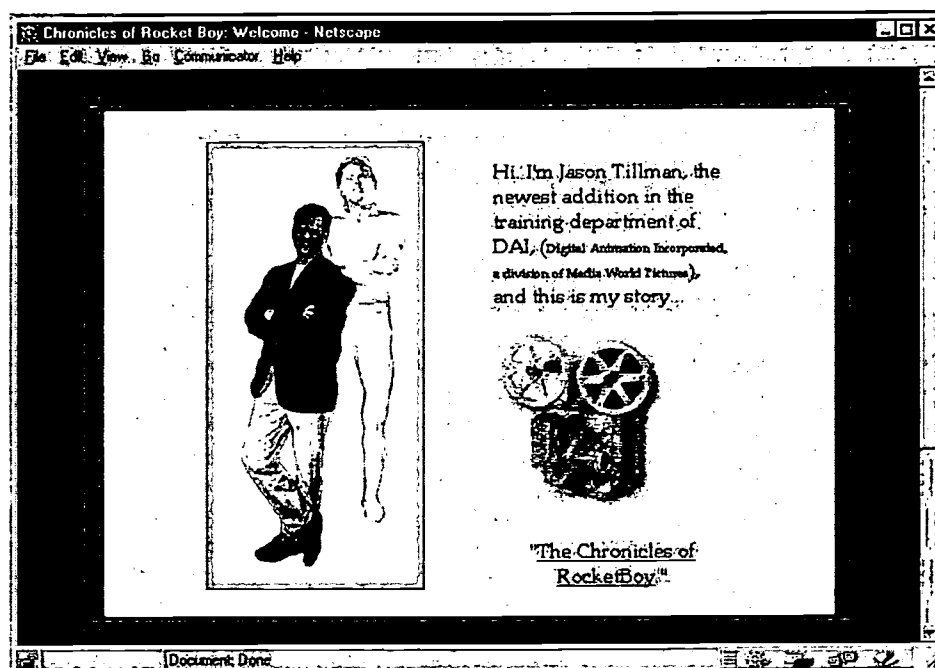 Chronicles of Rocket Boy: Welcome - Netscape
File Edit View Go Communicator Help
Hi. I'm Jason Tillman, the
newest addition in the
training department of
DAI, (Digital Animation Incorporated,
a division of Media World Pictures),
and this is my story...
"The Chronicles of
RocketBoy"
Document: Done